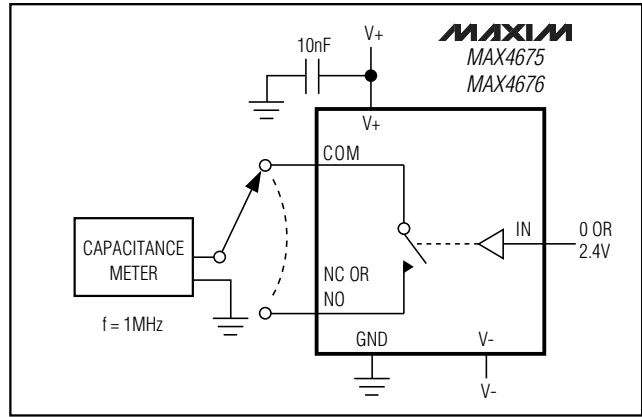 10nF
V+
MAXIM
MAX4675
MAX4676
V+
COM
IN
0 OR
2.4V
CAPACITANCE
METER
NC OR
NO
f = 1MHz
GND
V-
V-